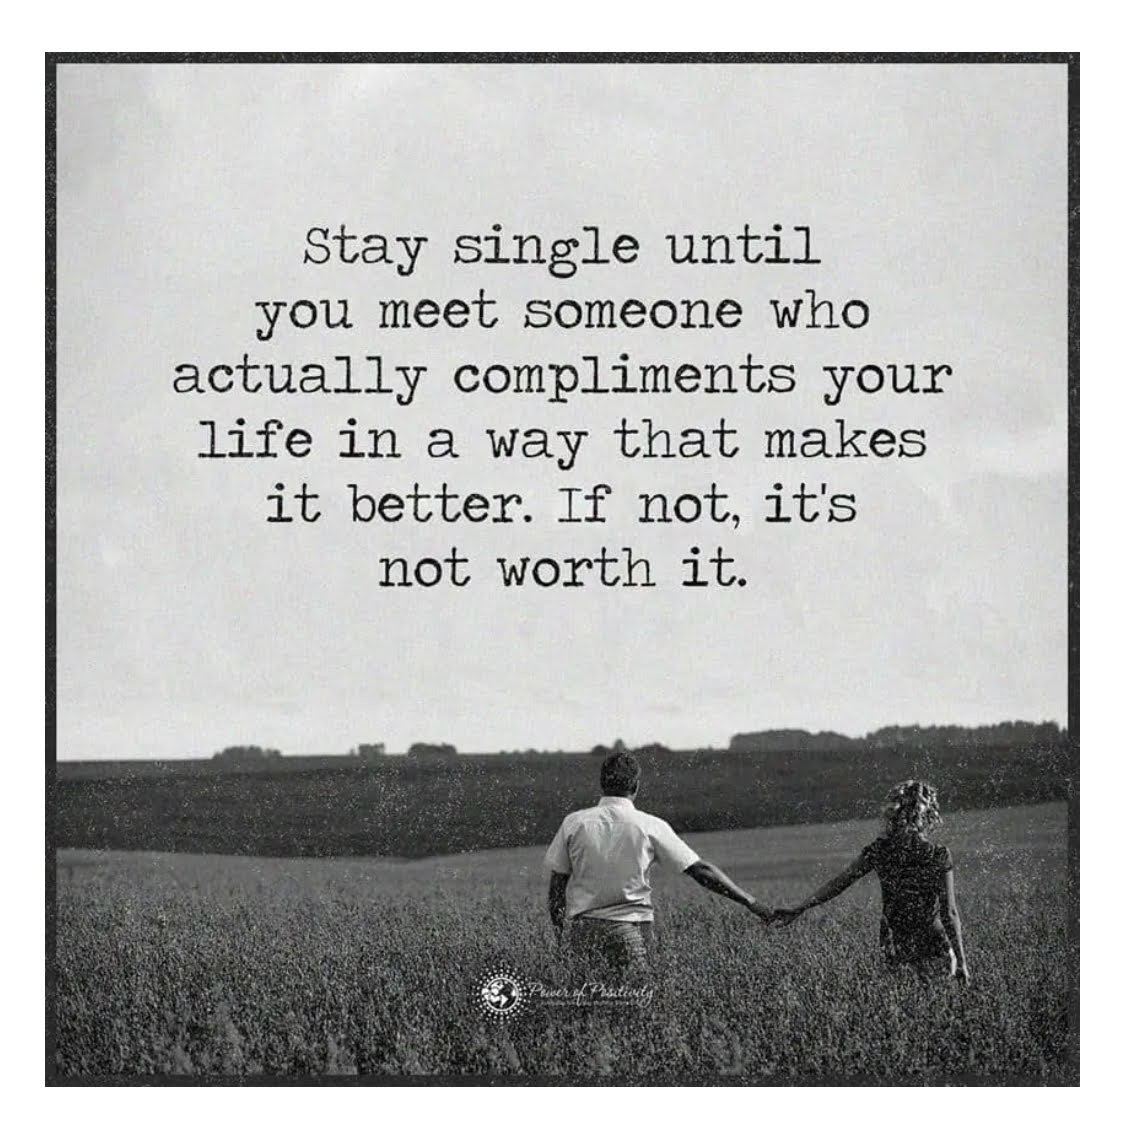 Stay single until
you meet someone who
actually compliments your
life in a way that makes
it better. If not, it's
not worth it.
Power of Positivity